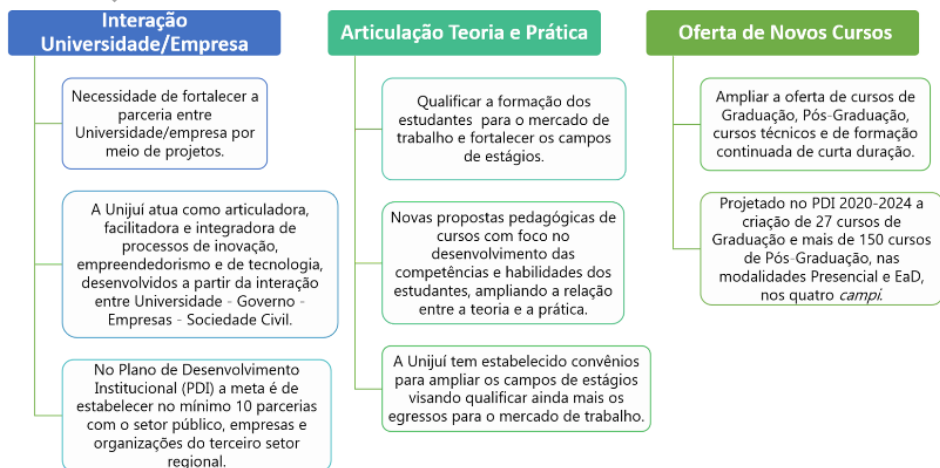 Interação
Universidade/Empresa
Necessidade de fortalecer a
parceria entre
Universidade/empresa por
meio de projetos.
A Unijuí atua como articuladora,
facilitadora e integradora de
processos de inovação,
empreendedorismo e de tecnologia,
desenvolvidos a partir da interação
entre Universidade - Governo -
Empresas - Sociedade Civil.
No Plano de Desenvolvimento
Institucional (PDI) a meta é de
estabelecer no mínimo 10 parcerias
com o setor público, empresas e
organizações do terceiro setor
regional.
Articulação Teoria e Prática
Qualificar a formação dos
estudantes para o mercado de
trabalho e fortalecer os campos
de estágios.
Novas propostas pedagógicas de
cursos com foco no
desenvolvimento das
competências e habilidades dos
estudantes, ampliando a relação
entre a teoria e a prática.
A Unijuí tem estabelecido convênios
para ampliar os campos de estágios
visando qualificar ainda mais os
egressos para o mercado de trabalho.
Oferta de Novos Cursos
Ampliar a oferta de cursos de
Graduação, Pós-Graduação,
cursos técnicos e de formação
continuada de curta duração.
Projetado no PDI 2020-2024 a
criação de 27 cursos de
Graduação e mais de 150 cursos
de Pós-Graduação, nas
modalidades Presencial e EaD,
nos quatro campi.